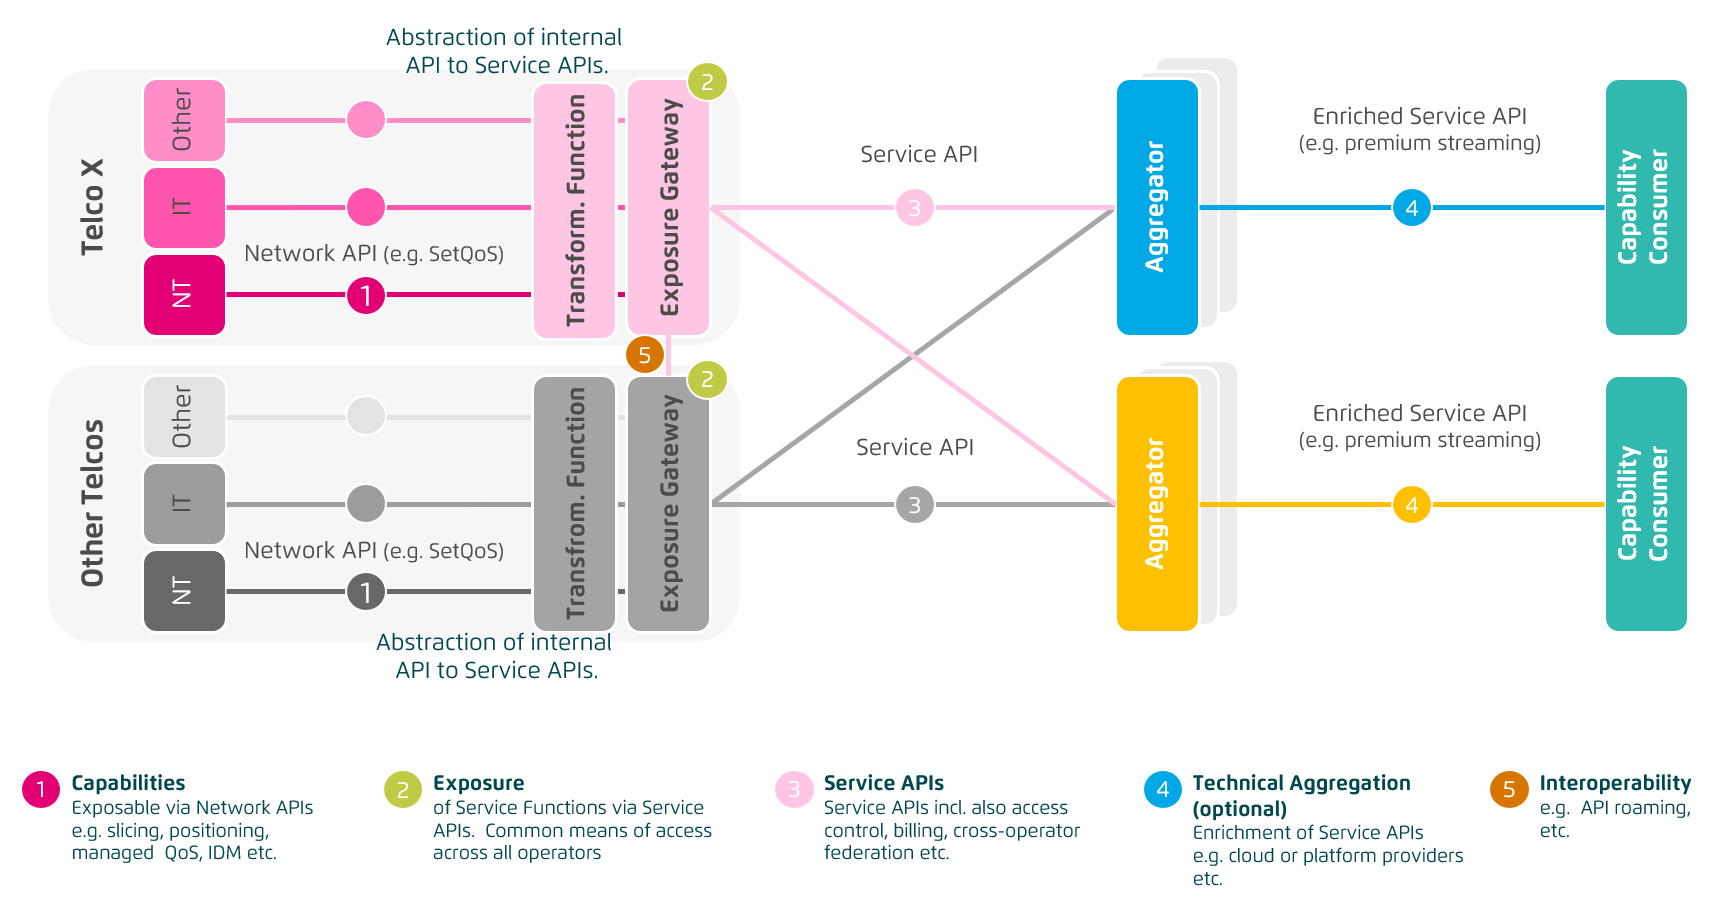 Abstraction of internal
API to Service APIs.
Telco X
Other
IT
NT
Network API (e.g. SetQoS)
1
Transform. Function
Exposure Gateway
2
Service API
3
Aggregator
Enriched Service API
(e.g. premium streaming)
4
Capability
Consumer
5
Other Telcos
Other
IT
NT
Network API (e.g. SetQoS)
1
Transfrom. Function
Exposure Gateway
2
Service API
3
Aggregator
Enriched Service API
(e.g. premium streaming)
4
Capability
Consumer
Abstraction of internal
API to Service APIs.
1
Capabilities
Exposable via Network APIs
e.g. slicing, positioning,
managed  QoS, IDM etc.
2
Exposure
of Service Functions via Service
APIs.  Common means of access
across all operators
3
Service APIs
Service APIs incl. also access
control, billing, cross-operator
federation etc.
4
Technical Aggregation
(optional)
Enrichment of Service APIs
e.g. cloud or platform providers
etc.
5
Interoperability
e.g.  API roaming,
etc.